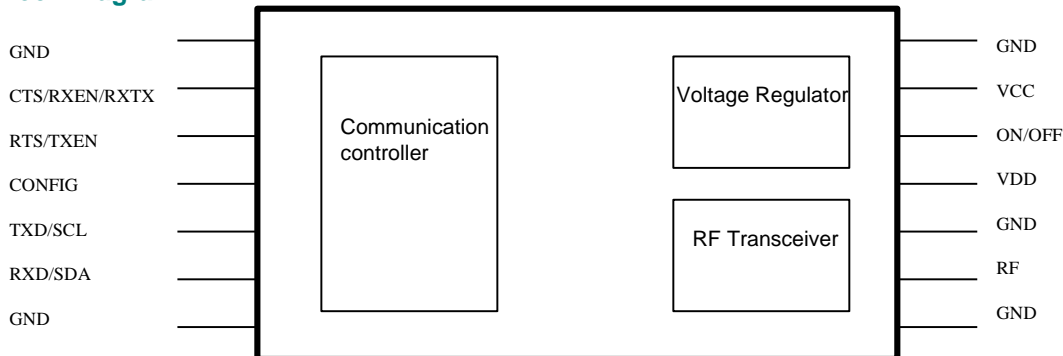 GND
CTS/RXEN/RXTX
RTS/TXEN
CONFIG
TXD/SCL
RXD/SDA
GND
Communication
controller
Voltage Regulator
RF Transceiver
GND
VCC
ON/OFF
VDD
GND
RF
GND